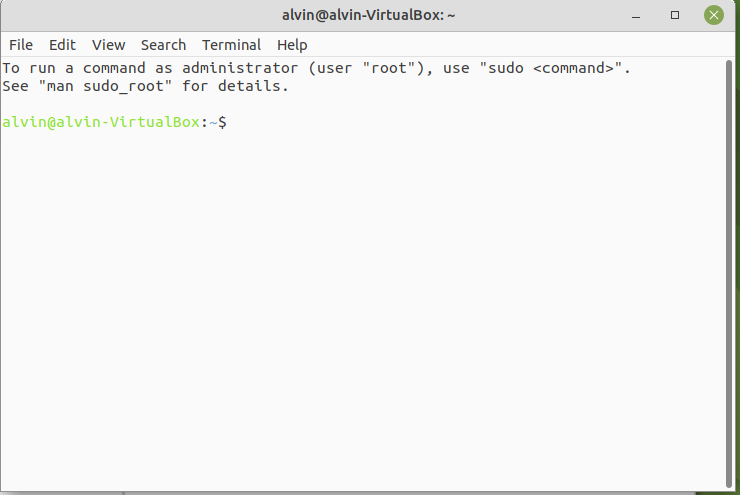 alvin@alvin-VirtualBox: ~
File Edit View Search Terminal Help
To run a command as administrator (user "root"), use "sudo <command>".
See "man sudo_root" for details.
alvin@alvin-VirtualBox:~$